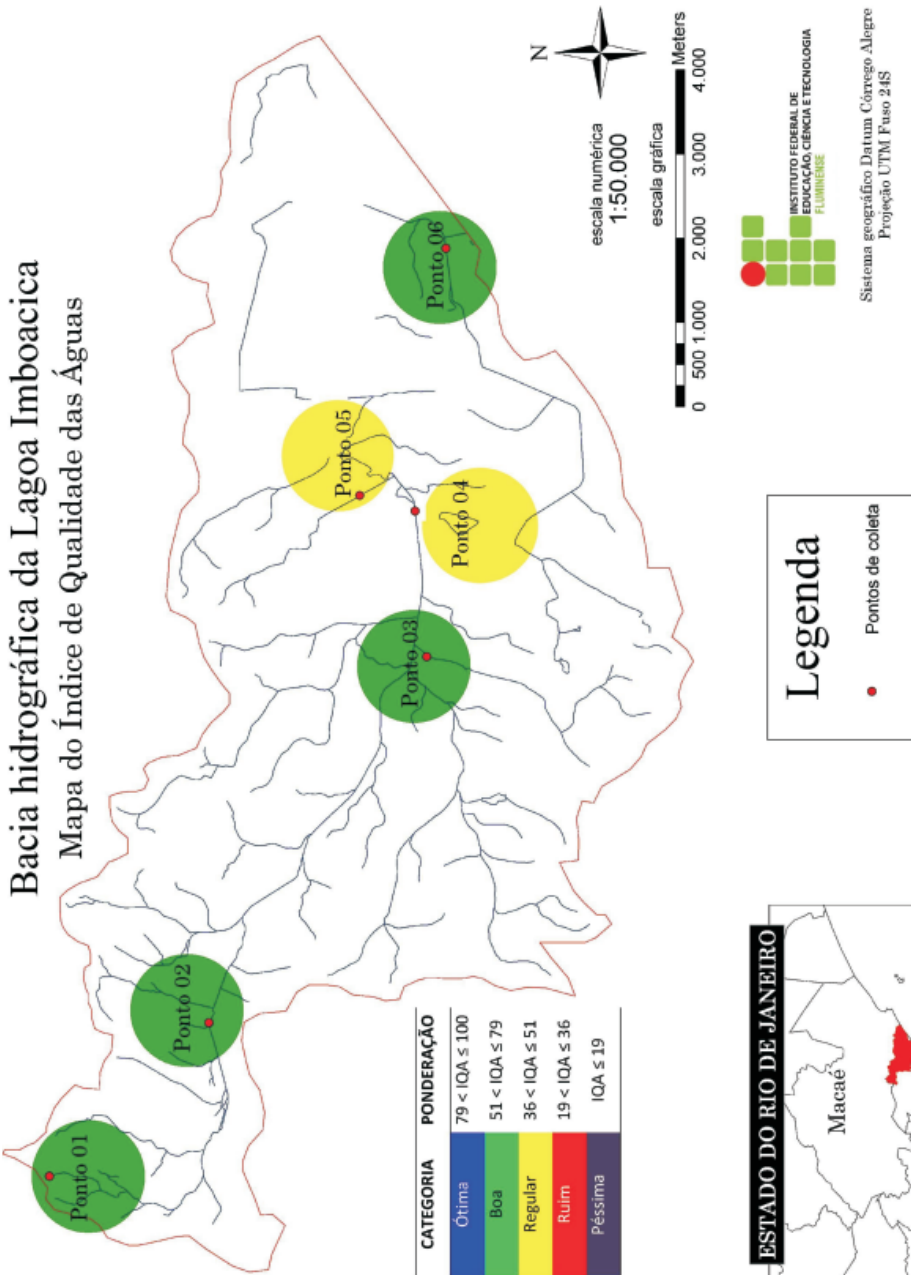 Bacia hidrográfica da Lagoa Imboacica
Mapa do Índice de Qualidade das Águas
Ponto 01
Ponto 02
Ponto 03
Ponto 04
Ponto 05
Ponto 06
N
escala numérica
1:50.000
escala gráfica
Meters
0 500 1.000 2.000 3.000 4.000
INSTITUTO FEDERAL DE
EDUCAÇÃO, CIÊNCIA E TECNOLOGIA
FLUMINENSE
Sistema geográfico Datum Córrego Alegre
Projeção UTM Fuso 24S
CATEGORIA PONDERAÇÃO
Ótima 79 < IQA ≤ 100
Boa 51 < IQA ≤ 79
Regular 36 < IQA ≤ 51
Ruim 19 < IQA ≤ 36
Péssima IQA ≤ 19
ESTADO DO RIO DE JANEIRO
Macaé
Legenda
Pontos de coleta